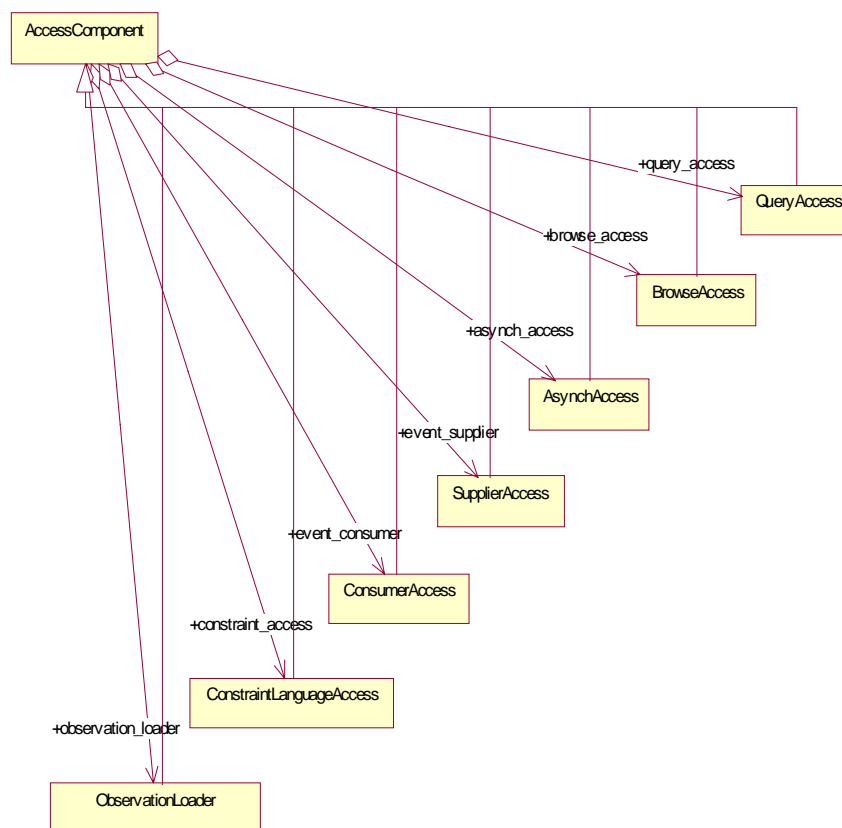 AccessComponent
+query_access
QueryAccess
+browse_access
BrowseAccess
+asynch_access
AsynchAccess
+event_supplier
SupplierAccess
+event_consumer
ConsumerAccess
+constraint_access
ConstraintLanguageAccess
+observation_loader
ObservationLoader